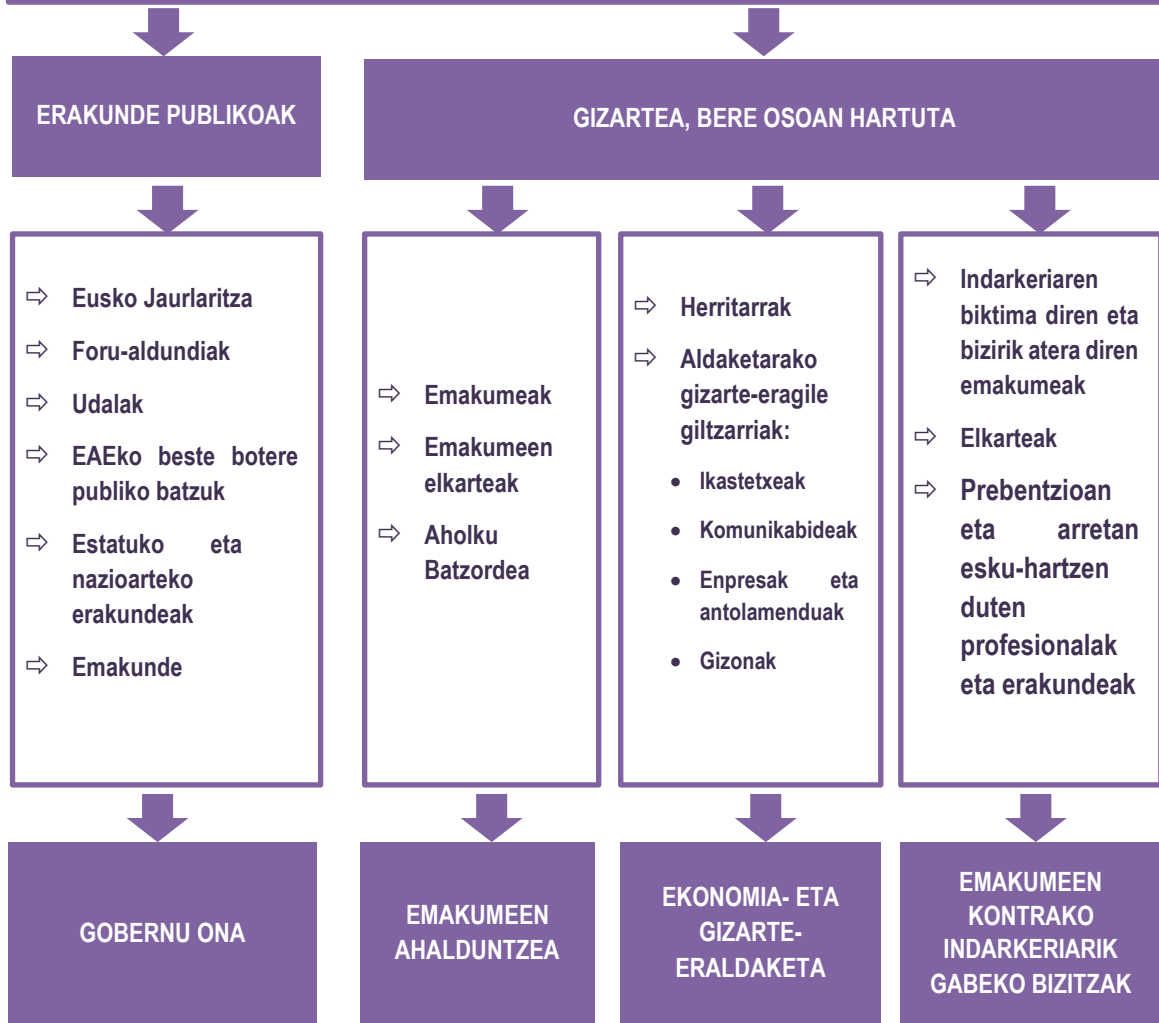 ERAKUNDE PUBLIKOAK
GIZARTEA, BERE OSOAN HARTUTA
⇨ Eusko Jaurlaritza
⇨ Foru-aldundiak
⇨ Udalak
⇨ EAEko beste botere
publiko batzuk
⇨ Estatuko eta
nazioarteko
erakundeak
⇨ Emakunde
⇨ Emakumeak
⇨ Emakumeen
elkarteak
⇨ Aholku
Batzordea
⇨ Herritarrak
⇨ Aldaketarako
gizarte-eragile
giltzarriak:
• Ikastetxeak
• Komunikabideak
• Enpresak eta
antolamenduak
• Gizonak
⇨ Indarkeriaren
biktima diren eta
bizirik atera diren
emakumeak
⇨ Elkarteak
⇨ Prebentzioan
eta arretan
esku-hartzen
duten
profesionalak
eta erakundeak
GOBERNU ONA
EMAKUMEEN
AHALDUNTZEA
EKONOMIA- ETA
GIZARTE-
ERALDAKETA
EMAKUMEEN
KONTRAKO
INDARKERIARIK
GABEKO BIZITZAK